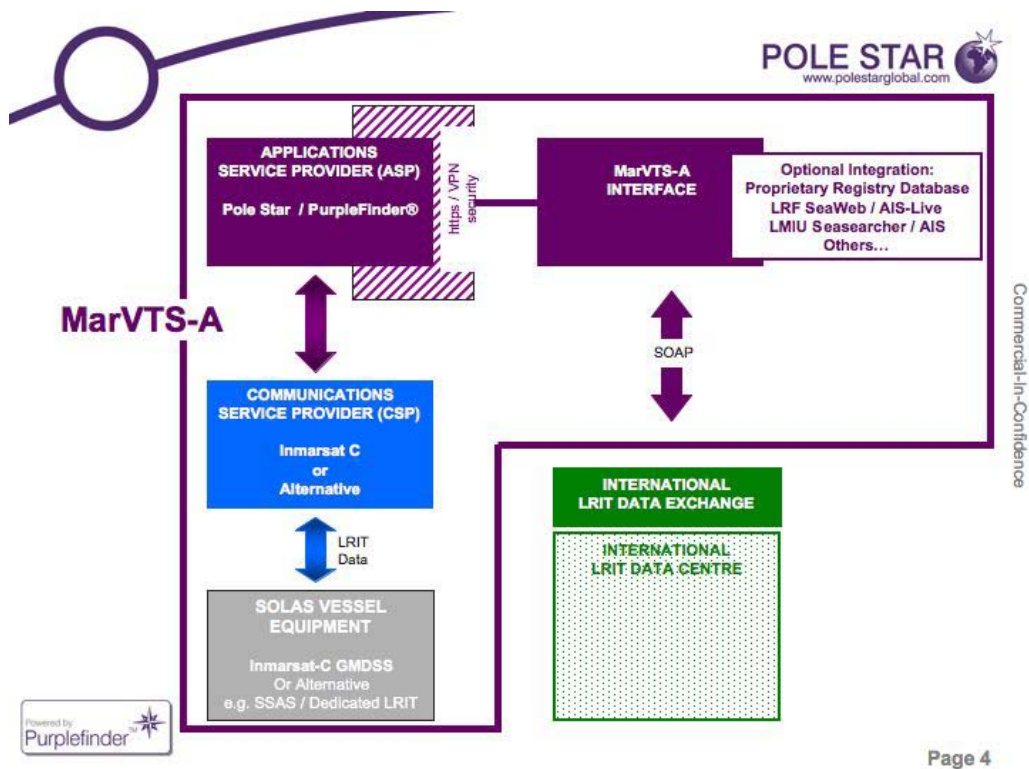 POLE STAR
www.polestarglobal.com
APPLICATIONS
SERVICE PROVIDER (ASP)
Pole Star / PurpleFinder®
https / VPN
security
MarVTS-A
INTERFACE
Optional Integration:
Proprietary Registry Database
LRF SeaWeb / AIS-Live
LMIU Seasearcher / AIS
Others...
MarVTS-A
SOAP
COMMUNICATIONS
SERVICE PROVIDER (CSP)
Inmarsat C
or
Alternative
LRIT
Data
SOLAS VESSEL
EQUIPMENT
Inmarsat-C GMDSS
Or Alternative
e.g. SSAS / Dedicated LRIT
INTERNATIONAL
LRIT DATA EXCHANGE
INTERNATIONAL
LRIT DATA CENTRE
Commercial-In-Confidence
Powered by
Purplefinder™
Page 4